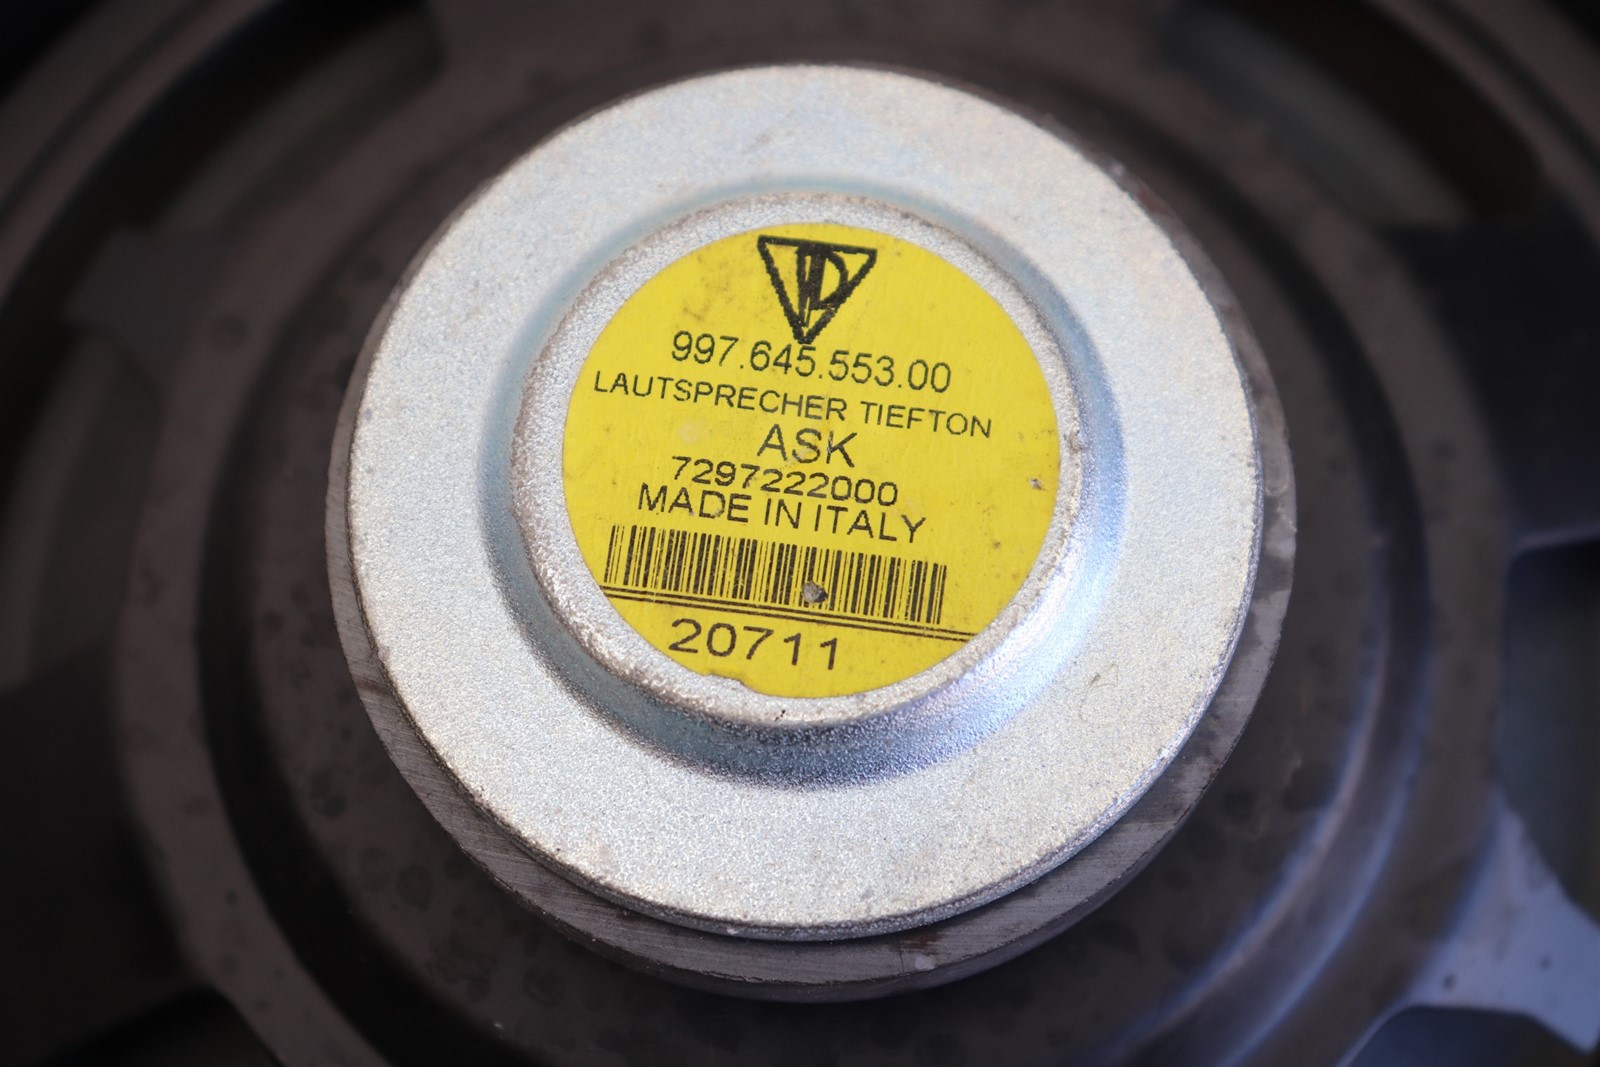 997.645.553.00
LAUTSPRECHER TIEFTON
ASK
7297222000
MADE IN ITALY
20711